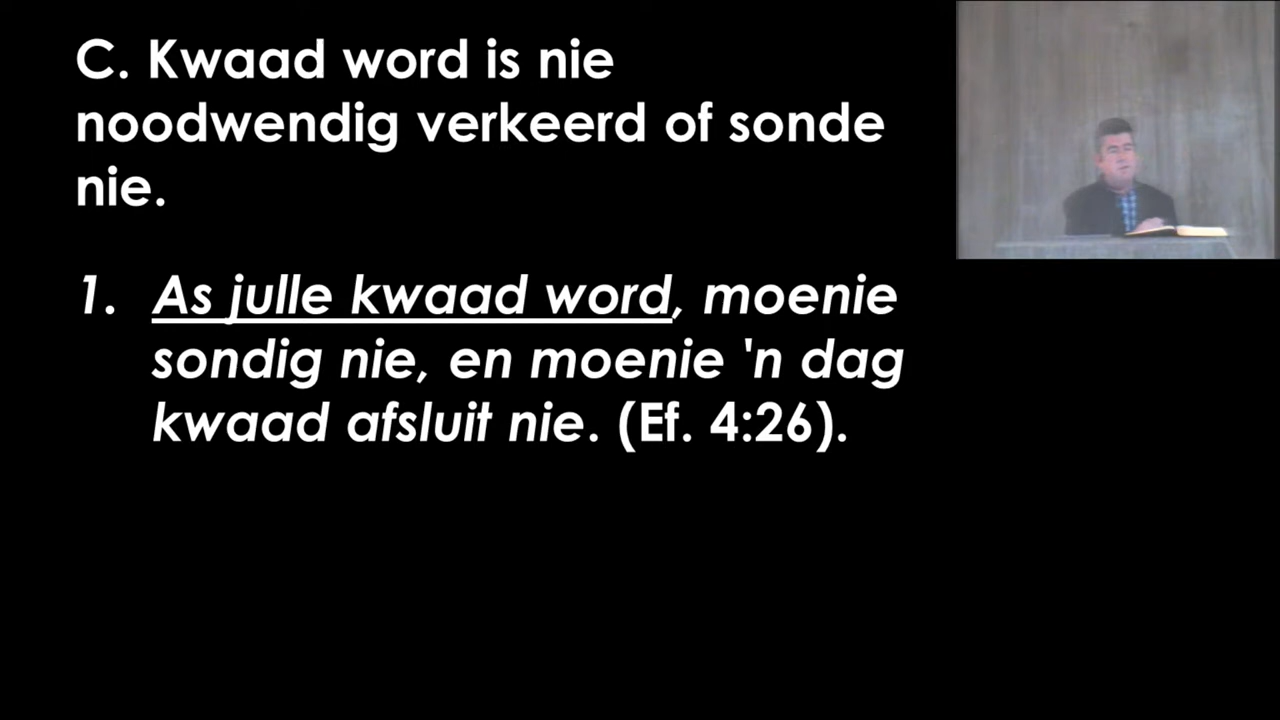 C. Kwaad word is nie
noodwendig verkeerd of sonde
nie.
1. As julle kwaad word, moenie
sondig nie, en moenie 'n dag
kwaad afsluit nie. (Ef. 4:26).